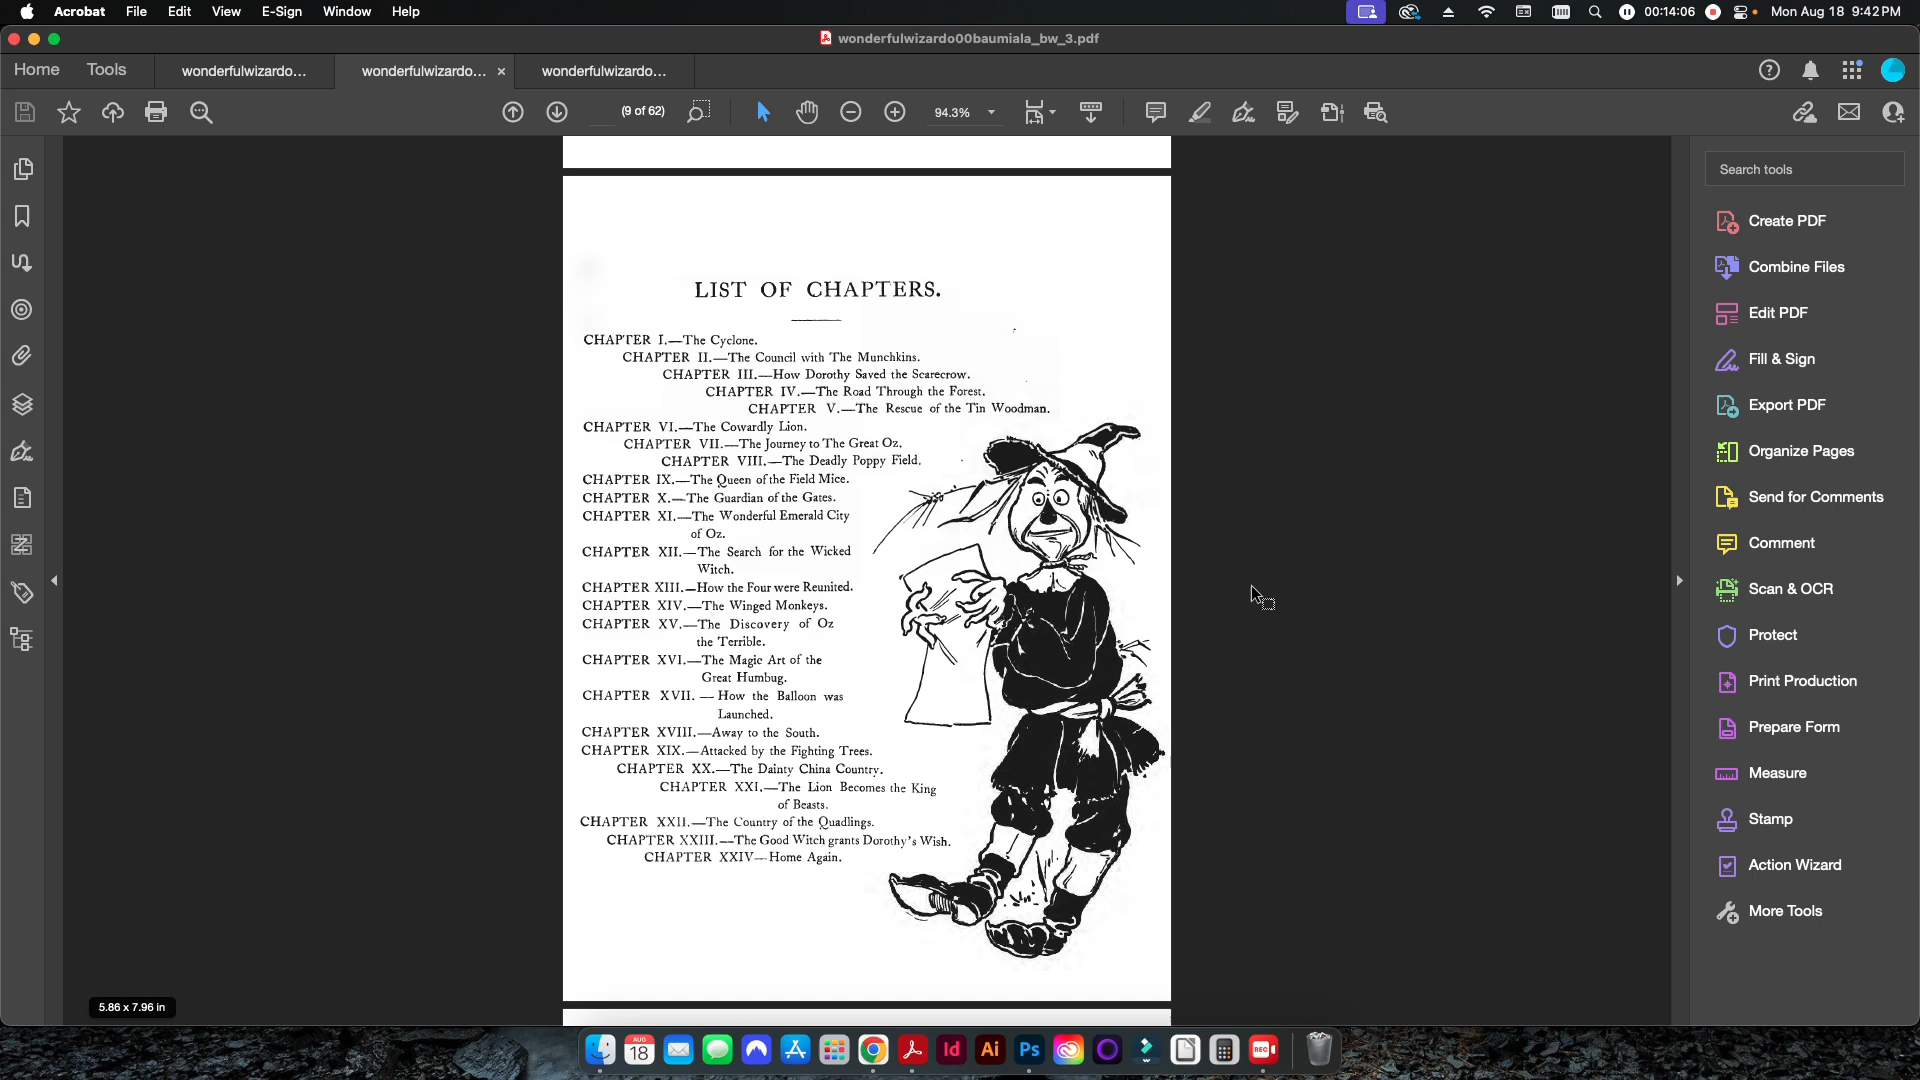 Acrobat File Edit View E-Sign Window Help 00:14:06 Mon Aug 18 9:42 PM
wonderfulwizardo00baumiala_bw_3.pdf
Home Tools wonderfulwizardo... wonderfulwizardo... × wonderfulwizardo...
(9 of 62) 94.3%
Search tools
Create PDF
Combine Files
Edit PDF
Fill & Sign
Export PDF
Organize Pages
Send for Comments
Comment
Scan & OCR
Protect
Print Production
Prepare Form
Measure
Stamp
Action Wizard
More Tools
LIST OF CHAPTERS.
CHAPTER I.—The Cyclone.
CHAPTER II.—The Council with The Munchkins.
CHAPTER III.—How Dorothy Saved the Scarecrow.
CHAPTER IV.—The Road Through the Forest.
CHAPTER V.—The Rescue of the Tin Woodman.
CHAPTER VI.—The Cowardly Lion.
CHAPTER VII.—The Journey to The Great Oz.
CHAPTER VIII.—The Deadly Poppy Field.
CHAPTER IX.—The Queen of the Field Mice.
CHAPTER X.—The Guardian of the Gates.
CHAPTER XI.—The Wonderful Emerald City
of Oz.
CHAPTER XII.—The Search for the Wicked
Witch.
CHAPTER XIII.—How the Four were Reunited.
CHAPTER XIV.—The Winged Monkeys.
CHAPTER XV.—The Discovery of Oz
the Terrible.
CHAPTER XVI.—The Magic Art of the
Great Humbug.
CHAPTER XVII. — How the Balloon was
Launched.
CHAPTER XVIII.—Away to the South.
CHAPTER XIX.—Attacked by the Fighting Trees.
CHAPTER XX.—The Dainty China Country.
CHAPTER XXI.—The Lion Becomes the King
of Beasts.
CHAPTER XXII.—The Country of the Quadlings.
CHAPTER XXIII.—The Good Witch grants Dorothy's Wish.
CHAPTER XXIV—Home Again.
5.86 x 7.96 in
AUG
18
Id
Ai
Ps
REC